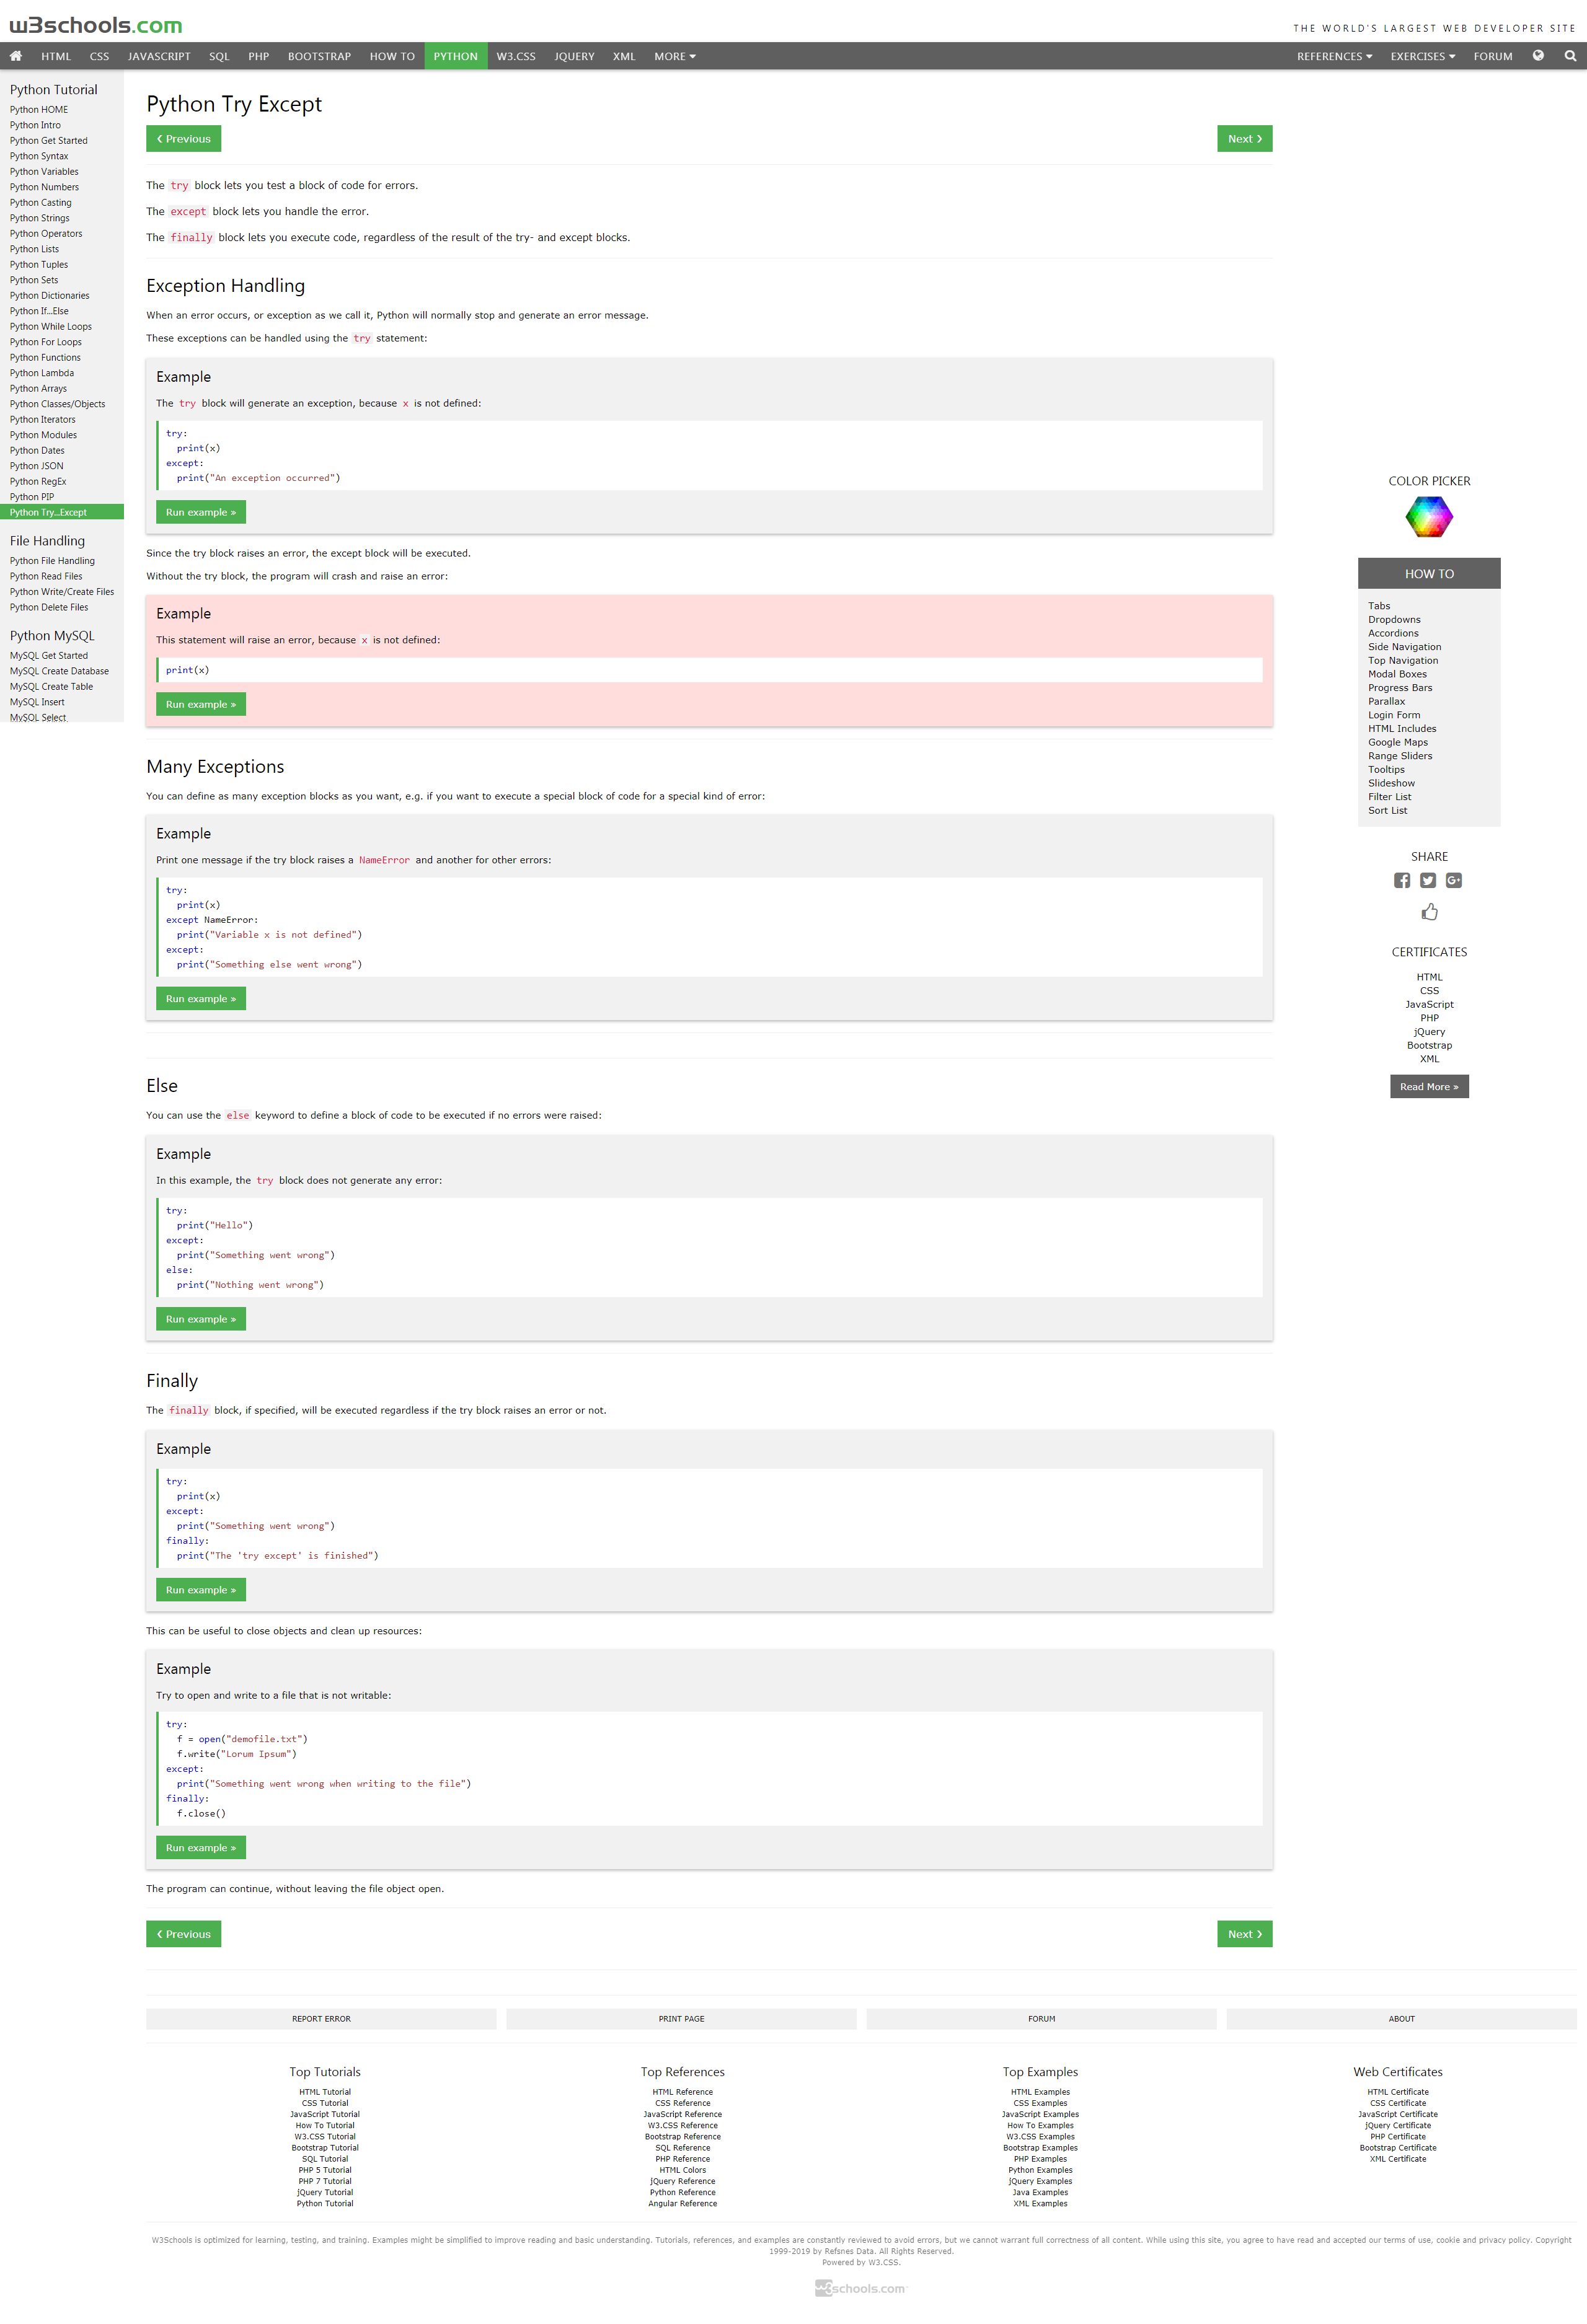 w3schools.com
THE WORLD'S LARGEST WEB DEVELOPER SITE
HTML CSS JAVASCRIPT SQL PHP BOOTSTRAP HOW TO PYTHON W3.CSS JQUERY XML MORE REFERENCES EXERCISES FORUM
Python Tutorial
Python HOME
Python Intro
Python Get Started
Python Syntax
Python Variables
Python Numbers
Python Casting
Python Strings
Python Operators
Python Lists
Python Tuples
Python Sets
Python Dictionaries
Python If...Else
Python While Loops
Python For Loops
Python Functions
Python Lambda
Python Arrays
Python Classes/Objects
Python Iterators
Python Modules
Python Dates
Python JSON
Python RegEx
Python PIP
Python Try...Except
File Handling
Python File Handling
Python Read Files
Python Write/Create Files
Python Delete Files
Python MySQL
MySQL Get Started
MySQL Create Database
MySQL Create Table
MySQL Insert
MySQL Select
Python Try Except
❮ Previous
Next ❯
The try block lets you test a block of code for errors.
The except block lets you handle the error.
The finally block lets you execute code, regardless of the result of the try- and except blocks.
Exception Handling
When an error occurs, or exception as we call it, Python will normally stop and generate an error message.
These exceptions can be handled using the try statement:
Example
The try block will generate an exception, because x is not defined:
try:
  print(x)
except:
  print("An exception occurred")
Run example »
Since the try block raises an error, the except block will be executed.
Without the try block, the program will crash and raise an error:
Example
This statement will raise an error, because x is not defined:
print(x)
Run example »
Many Exceptions
You can define as many exception blocks as you want, e.g. if you want to execute a special block of code for a special kind of error:
Example
Print one message if the try block raises a NameError and another for other errors:
try:
  print(x)
except NameError:
  print("Variable x is not defined")
except:
  print("Something else went wrong")
Run example »
Else
You can use the else keyword to define a block of code to be executed if no errors were raised:
Example
In this example, the try block does not generate any error:
try:
  print("Hello")
except:
  print("Something went wrong")
else:
  print("Nothing went wrong")
Run example »
Finally
The finally block, if specified, will be executed regardless if the try block raises an error or not.
Example
try:
  print(x)
except:
  print("Something went wrong")
finally:
  print("The 'try except' is finished")
Run example »
This can be useful to close objects and clean up resources:
Example
Try to open and write to a file that is not writable:
try:
  f = open("demofile.txt")
  f.write("Lorum Ipsum")
except:
  print("Something went wrong when writing to the file")
finally:
  f.close()
Run example »
The program can continue, without leaving the file object open.
❮ Previous
Next ❯
COLOR PICKER
HOW TO
Tabs
Dropdowns
Accordions
Side Navigation
Top Navigation
Modal Boxes
Progress Bars
Parallax
Login Form
HTML Includes
Google Maps
Range Sliders
Tooltips
Slideshow
Filter List
Sort List
SHARE
CERTIFICATES
HTML
CSS
JavaScript
PHP
jQuery
Bootstrap
XML
Read More »
REPORT ERROR
PRINT PAGE
FORUM
ABOUT
Top Tutorials
HTML Tutorial
CSS Tutorial
JavaScript Tutorial
How To Tutorial
W3.CSS Tutorial
Bootstrap Tutorial
SQL Tutorial
PHP 5 Tutorial
PHP 7 Tutorial
jQuery Tutorial
Python Tutorial
Top References
HTML Reference
CSS Reference
JavaScript Reference
W3.CSS Reference
Bootstrap Reference
SQL Reference
PHP Reference
HTML Colors
jQuery Reference
Python Reference
Angular Reference
Top Examples
HTML Examples
CSS Examples
JavaScript Examples
How To Examples
W3.CSS Examples
Bootstrap Examples
PHP Examples
Python Examples
jQuery Examples
Java Examples
XML Examples
Web Certificates
HTML Certificate
CSS Certificate
JavaScript Certificate
jQuery Certificate
PHP Certificate
Bootstrap Certificate
XML Certificate
W3Schools is optimized for learning, testing, and training. Examples might be simplified to improve reading and basic understanding. Tutorials, references, and examples are constantly reviewed to avoid errors, but we cannot warrant full correctness of all content. While using this site, you agree to have read and accepted our terms of use, cookie and privacy policy. Copyright
1999-2019 by Refsnes Data. All Rights Reserved.
Powered by W3.CSS.
w3schools.com